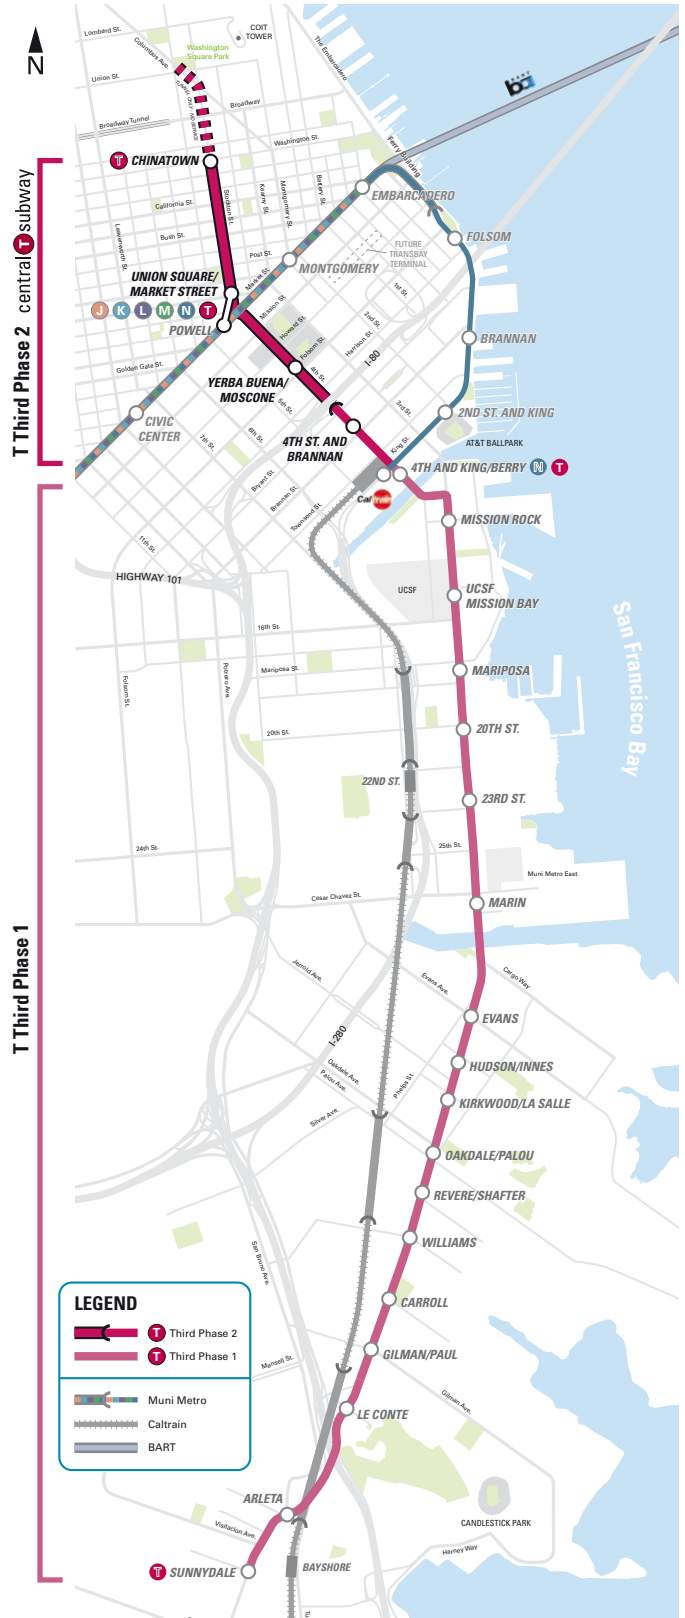 Lombard St.
COIT
TOWER
Columbus Ave.
Washington
Square Park
The Embarcadero
N
Union St.
TUNNEL ONLY - NO SERVICE
Broadway
Broadway Tunnel
Washington St.
Ferry Building
T CHINATOWN
EMBARCADERO
California St.
Stockton St.
Kearny St.
Montgomery St.
Battery St.
Leavenworth St.
Bush St.
FOLSOM
FUTURE
TRANSBAY
TERMINAL
Post St.
Market St.
MONTGOMERY
UNION SQUARE/
MARKET STREET
Mission St.
1st St.
J K L M N T
POWELL
Howard St.
2nd St.
Folsom St.
Harrison St.
BRANNAN
I-80
Golden Gate St.
YERBA BUENA/
MOSCONE
4th St.
5th St.
3rd St.
CIVIC
CENTER
6th St.
7th St.
2ND ST. AND KING
King St.
AT&T BALLPARK
4TH ST. AND
BRANNAN
T Third Phase 2 central T subway
4TH AND KING/BERRY N T
Bryant St.
Brannan St.
Townsend St.
Caltrain
11th St.
MISSION ROCK
HIGHWAY 101
UCSF
UCSF
MISSION BAY
San Francisco Bay
16th St.
Mariposa St.
MARIPOSA
Folsom St.
Potrero Ave.
20th St.
20TH ST.
22ND ST.
23RD ST.
24th St.
25th St.
Muni Metro East
Cesar Chavez St.
MARIN
T Third Phase 1
Jerrold Ave.
Evans Ave.
Cargo Way
EVANS
I-280
Oakdale Ave.
Palou Ave.
Phelps St.
HUDSON/INNES
KIRKWOOD/LA SALLE
Silver Ave.
OAKDALE/PALOU
REVERE/SHAFTER
WILLIAMS
San Bruno Ave.
CARROLL
LEGEND
T Third Phase 2
T Third Phase 1
Muni Metro
Caltrain
BART
GILMAN/PAUL
Mansell St.
Gilman Ave.
LE CONTE
ARLETA
CANDLESTICK PARK
Visitacion Ave.
Harney Way
T SUNNYDALE
BAYSHORE